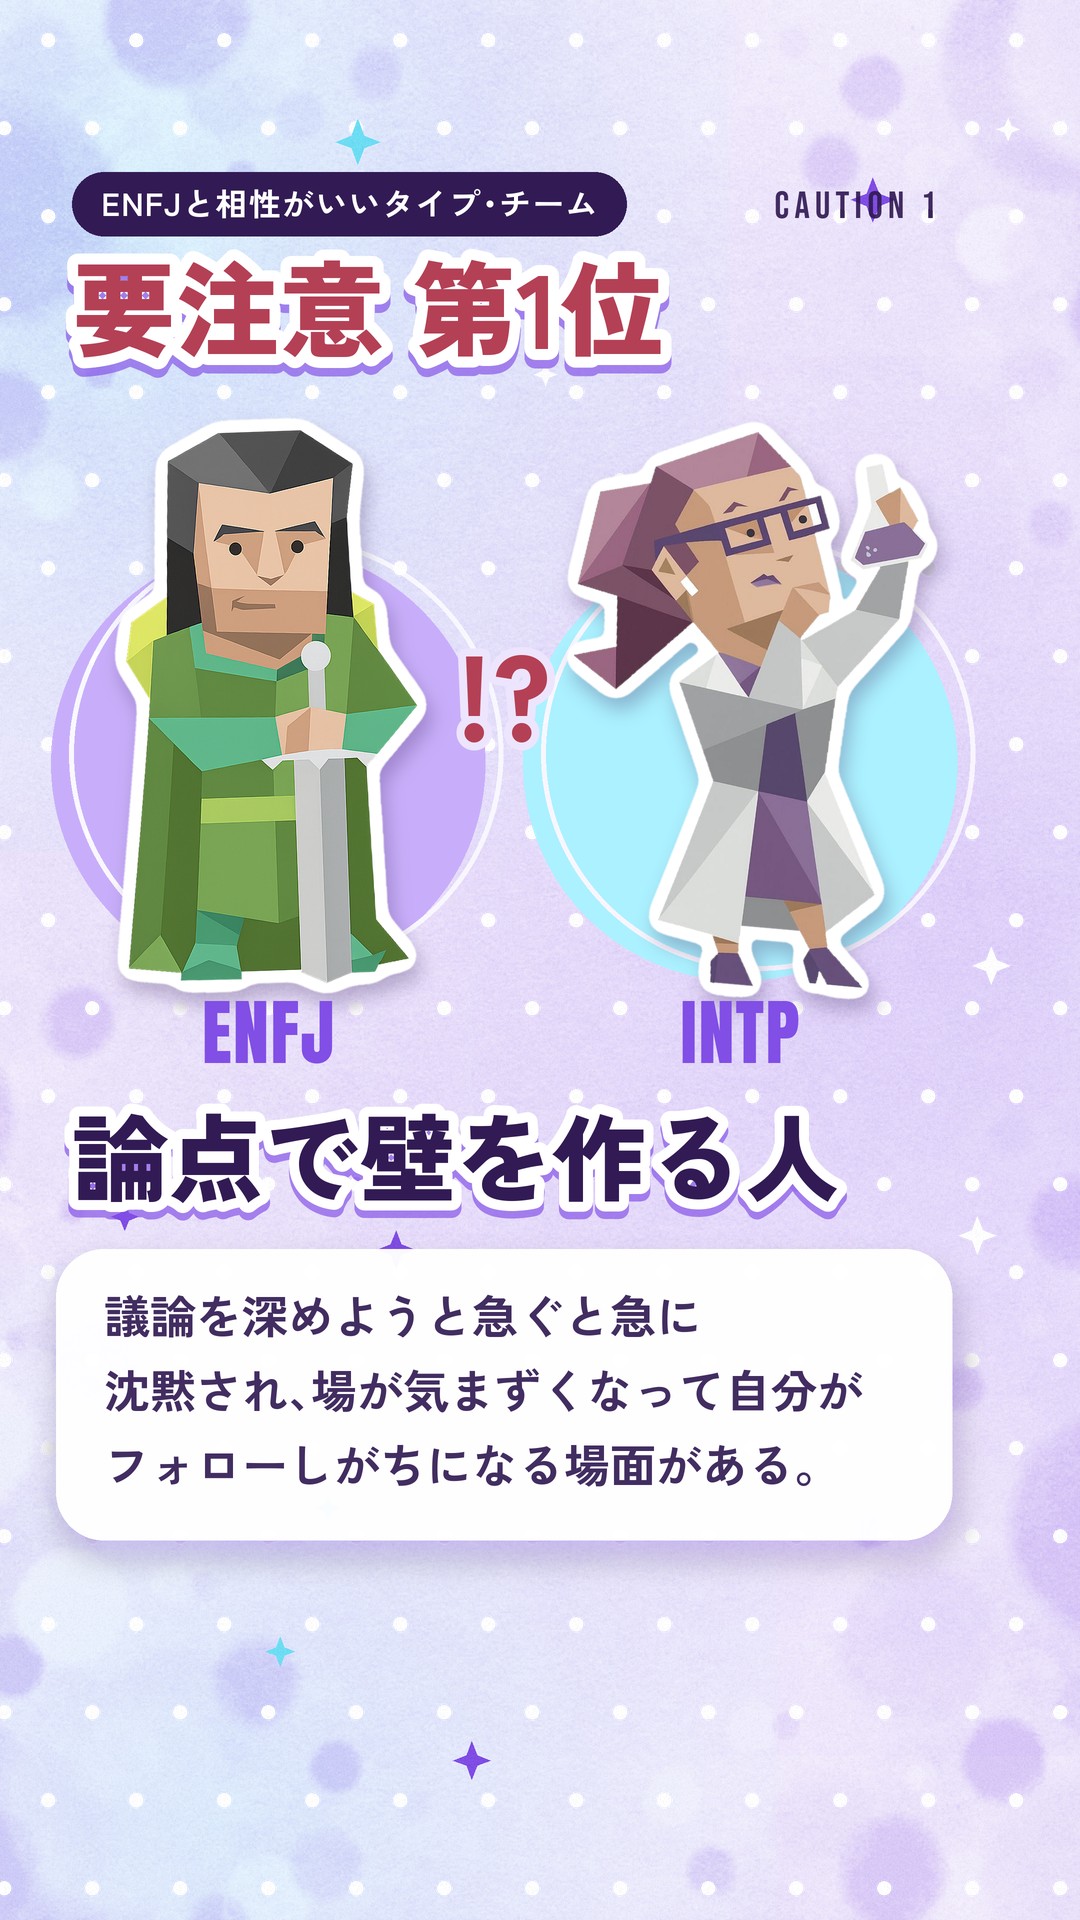 ENFJと相性がいいタイプ・チーム
CAUTION 1
要注意 第1位
!?
ENFJ
INTP
論点で壁を作る人
議論を深めようと急ぐと急に
沈黙され、場が気まずくなって自分が
フォローしがちになる場面がある。